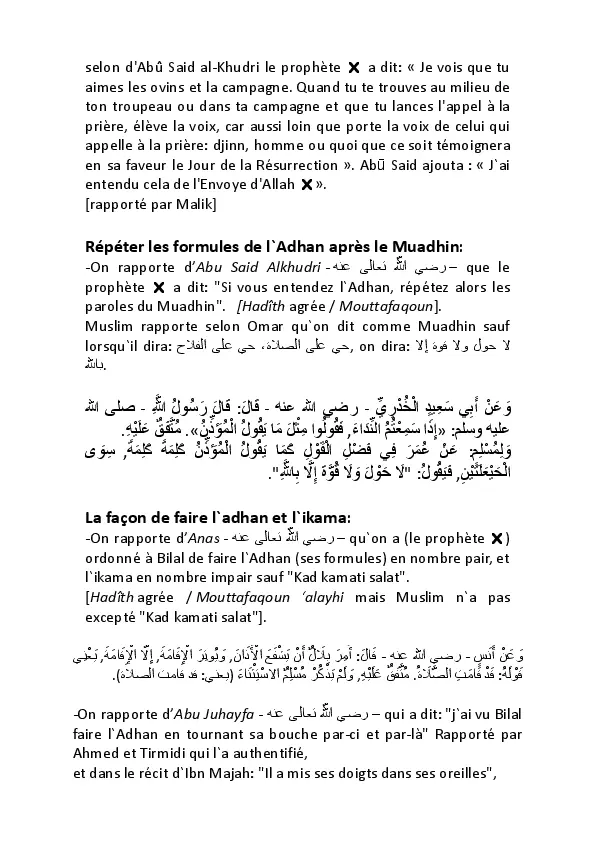 selon d'Abû Said al-Khudri le prophète ✗ a dit: « Je vois que tu
aimes les ovins et la campagne. Quand tu te trouves au milieu de
ton troupeau ou dans ta campagne et que tu lances l'appel à la
prière, élève la voix, car aussi loin que porte la voix de celui qui
appelle à la prière: djinn, homme ou quoi que ce soit témoignera
en sa faveur le Jour de la Résurrection ». Abū Said ajouta : « J`ai
entendu cela de l'Envoye d'Allah ✗ ».
[rapporté par Malik]
Répéter les formules de l`Adhan après le Muadhin:
-On rapporte d’Abu Said Alkhudri - رضي الله تعالى عنه – que le
prophète ✗ a dit: "Si vous entendez l`Adhan, répétez alors les
paroles du Muadhin". [Hadîth agrée / Mouttafaqoun].
Muslim rapporte selon Omar qu`on dit comme Muadhin sauf
lorsqu`il dira: حي على الصلاة، حي على الفلاح, on dira: لا حول ولا قوة إلا
بالله.
وَعَنْ أَبِي سَعِيدٍ الْخُدْرِيِّ - رضي الله عنه - قَالَ: قَالَ رَسُولُ اللَّهِ - صلى الله
عليه وسلم: «إِذَا سَمِعْتُمُ النِّدَاءَ, فَقُولُوا مِثْلَ مَا يَقُولُ الْمُؤَذِّنُ». مُتَّفَقٌ عَلَيْهِ.
وَلِمُسْلِمٍ: عَنْ عُمَرَ فِي فَضْلِ الْقَوْلِ كَمَا يَقُولُ الْمُؤَذِّنُ كَلِمَةً كَلِمَةً, سِوَى
الْحَيْعَلَتَيْنِ, فَيَقُولُ: "لَا حَوْلَ وَلَا قُوَّةَ إِلَّا بِاللَّهِ".
La façon de faire l`adhan et l`ikama:
-On rapporte d’Anas - رضي الله تعالى عنه – qu`on a (le prophète ✗)
ordonné à Bilal de faire l`Adhan (ses formules) en nombre pair, et
l`ikama en nombre impair sauf "Kad kamati salat".
[Hadîth agrée / Mouttafaqoun ‘alayhi mais Muslim n`a pas
excepté "Kad kamati salat"].
وَعَنْ أَنَسٍ - رضي الله عنه - قَالَ: أُمِرَ بِلَالٌ أَنْ يَشْفَعَ الْأَذَانَ, وَيُوتِرَ الْإِقَامَةَ, إِلَّا الْإِقَامَةَ, يَعْنِي
قَوْلَهُ: قَدْ قَامَتِ الصَّلَاةُ. مُتَّفَقٌ عَلَيْهِ, وَلَمْ يَذْكُرْ مُسْلِمٌ الاسْتِثْنَاءَ (يعني: قد قامت الصلاة).
-On rapporte d’Abu Juhayfa - رضي الله تعالى عنه – qui a dit: "j`ai vu Bilal
faire l`Adhan en tournant sa bouche par-ci et par-là" Rapporté par
Ahmed et Tirmidi qui l`a authentifié,
et dans le récit d`Ibn Majah: "Il a mis ses doigts dans ses oreilles",